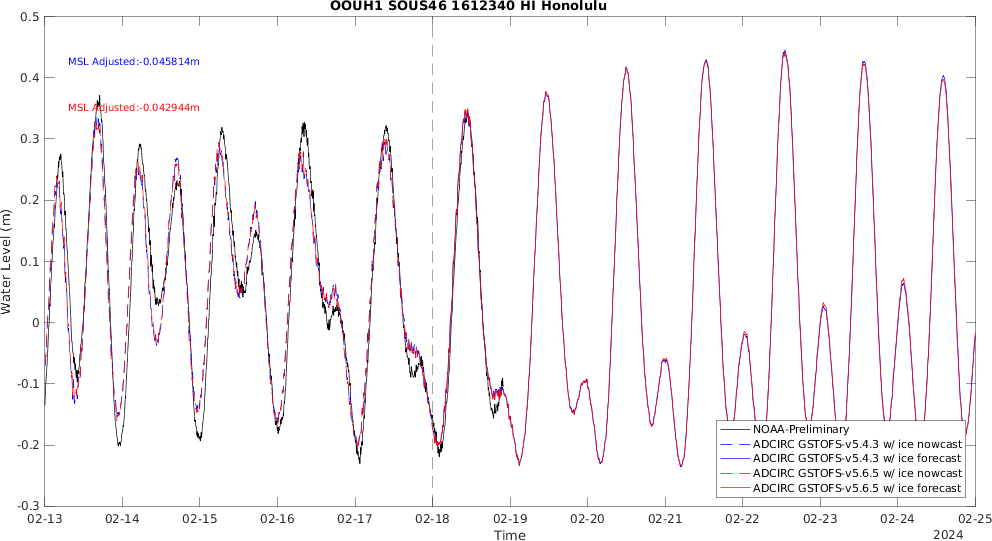 OOUH1 SOUS46 1612340 HI Honolulu
0.5
MSL Adjusted:-0.045814m
0.4
MSL Adjusted:-0.042944m
0.3
0.2
0.1
0
-0.1
-0.2
-0.3
Water Level (m)
NOAA-Preliminary
ADCIRC GSTOFS-v5.4.3 w/ ice nowcast
ADCIRC GSTOFS-v5.4.3 w/ ice forecast
ADCIRC GSTOFS-v5.6.5 w/ ice nowcast
ADCIRC GSTOFS-v5.6.5 w/ ice forecast
02-13 02-14 02-15 02-16 02-17 02-18 02-19 02-20 02-21 02-22 02-23 02-24 02-25
Time
2024